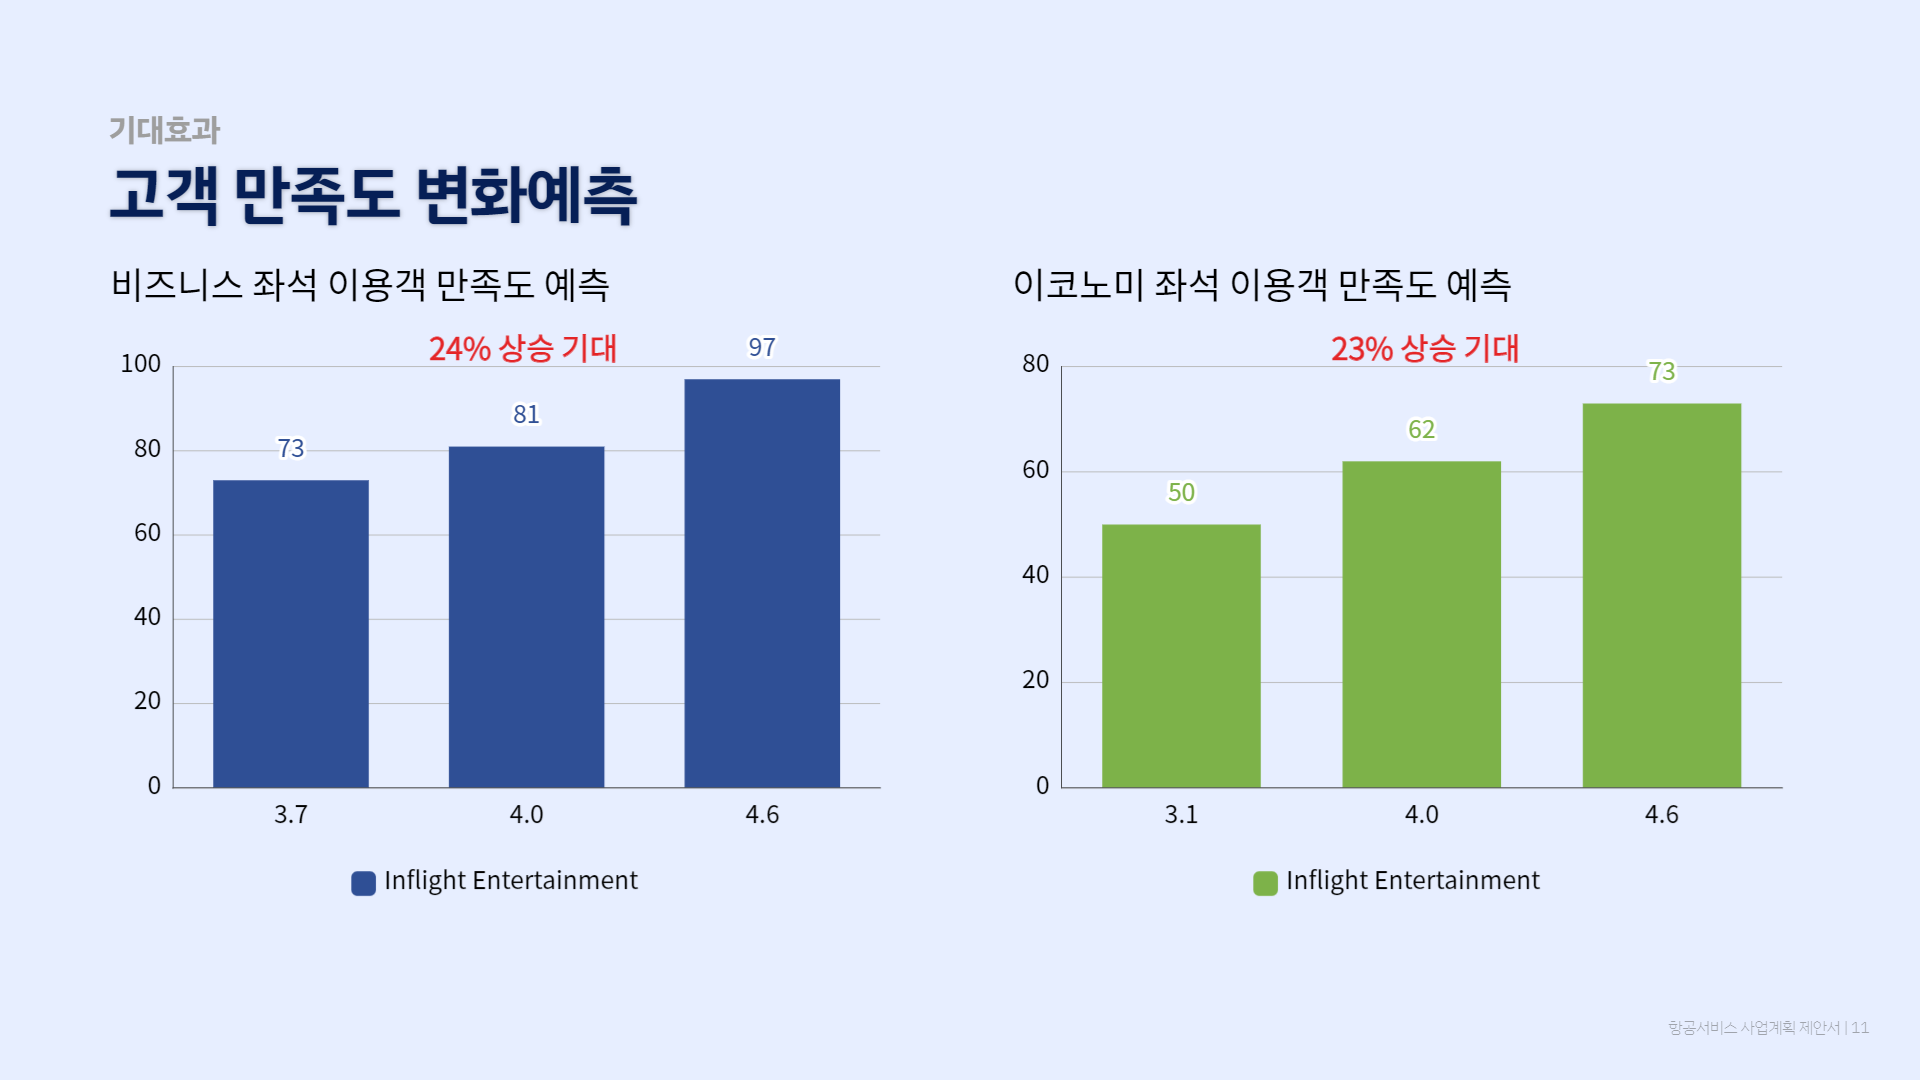 기대효과
고객 만족도 변화예측
비즈니스 좌석 이용객 만족도 예측
24% 상승 기대
100
80
60
40
20
0
73
81
97
3.7
4.0
4.6
Inflight Entertainment
이코노미 좌석 이용객 만족도 예측
23% 상승 기대
80
60
40
20
0
50
62
73
3.1
4.0
4.6
Inflight Entertainment
항공서비스 사업계획 제안서 | 11